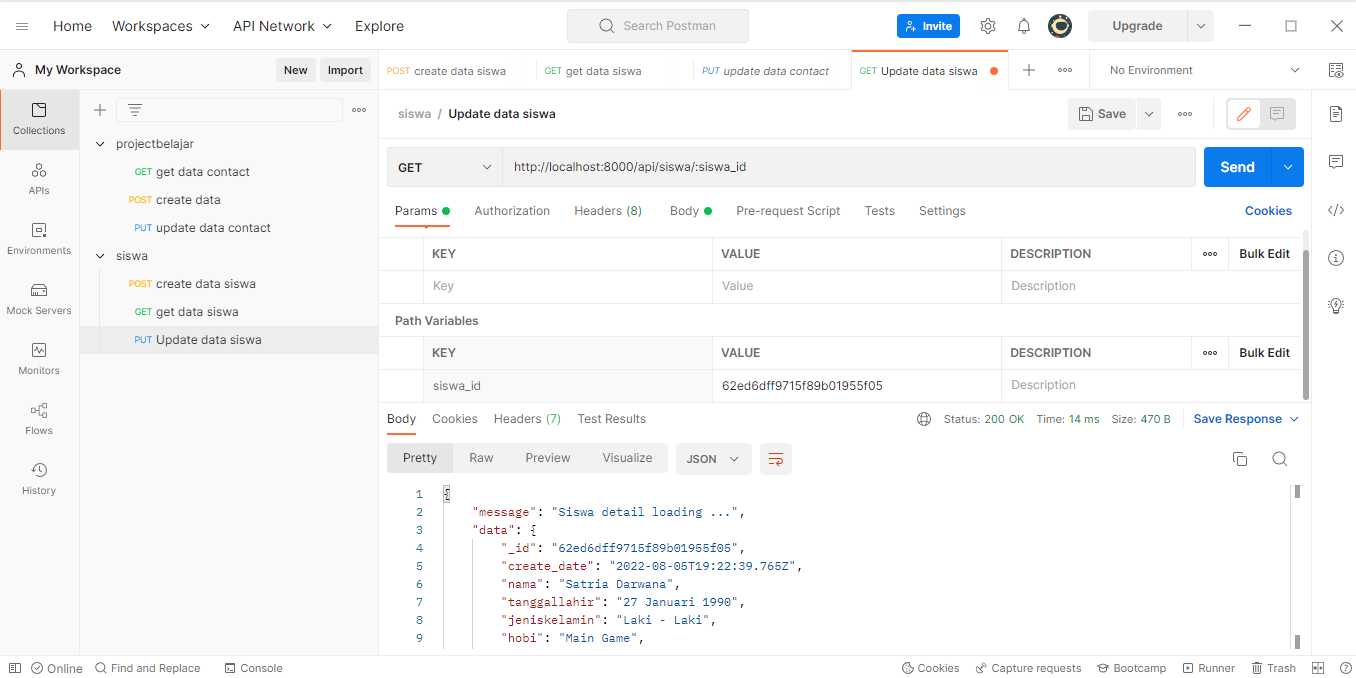 Home Workspaces API Network Explore Search Postman Invite Upgrade
My Workspace New Import POST create data siswa GET get data siswa PUT update data contact GET Update data siswa No Environment
Collections
APIs
Environments
Mock Servers
Monitors
Flows
History
projectbelajar
GET get data contact
POST create data
PUT update data contact
siswa
POST create data siswa
GET get data siswa
PUT Update data siswa
siswa / Update data siswa Save
GET http://localhost:8000/api/siswa/:siswa_id Send
Params Authorization Headers (8) Body Pre-request Script Tests Settings Cookies
KEY VALUE DESCRIPTION Bulk Edit
Key Value Description
Path Variables
KEY VALUE DESCRIPTION Bulk Edit
siswa_id 62ed6dff9715f89b01955f05 Description
Body Cookies Headers (7) Test Results Status: 200 OK Time: 14 ms Size: 470 B Save Response
Pretty Raw Preview Visualize JSON
1 {
2 "message": "Siswa detail loading ...",
3 "data": {
4 "_id": "62ed6dff9715f89b01955f05",
5 "create_date": "2022-08-05T19:22:39.765Z",
6 "nama": "Satria Darwana",
7 "tanggallahir": "27 Januari 1990",
8 "jeniskelamin": "Laki - Laki",
9 "hobi": "Main Game",
Online Find and Replace Console Cookies Capture requests Bootcamp Runner Trash